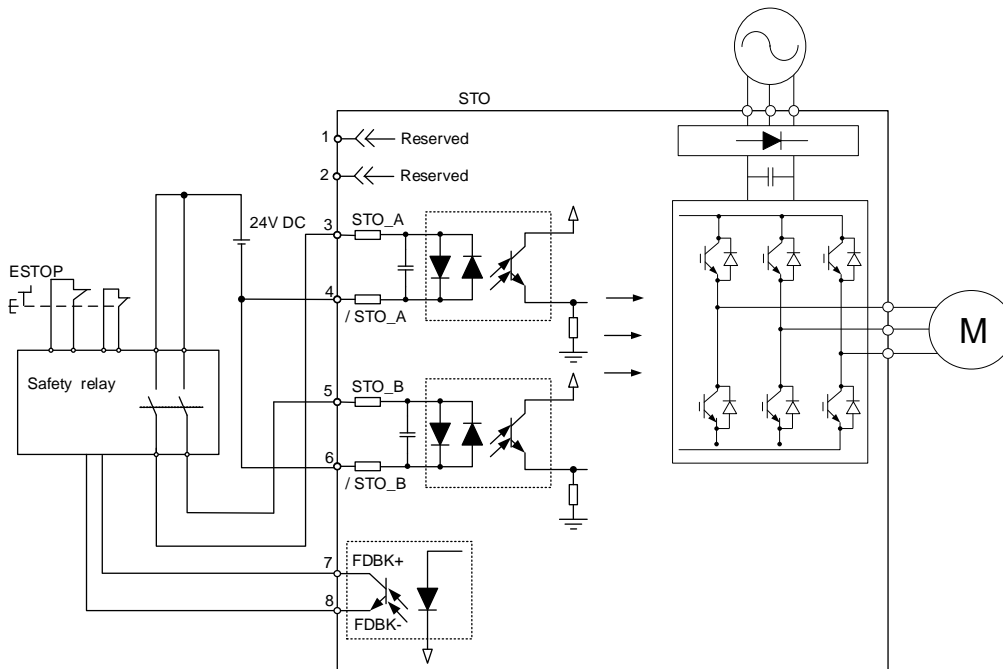 STO
1
Reserved
2
Reserved
24V DC
3
STO_A
ESTOP
4
/ STO_A
Safety relay
5
STO_B
6
/ STO_B
7
FDBK+
8
FDBK-
M